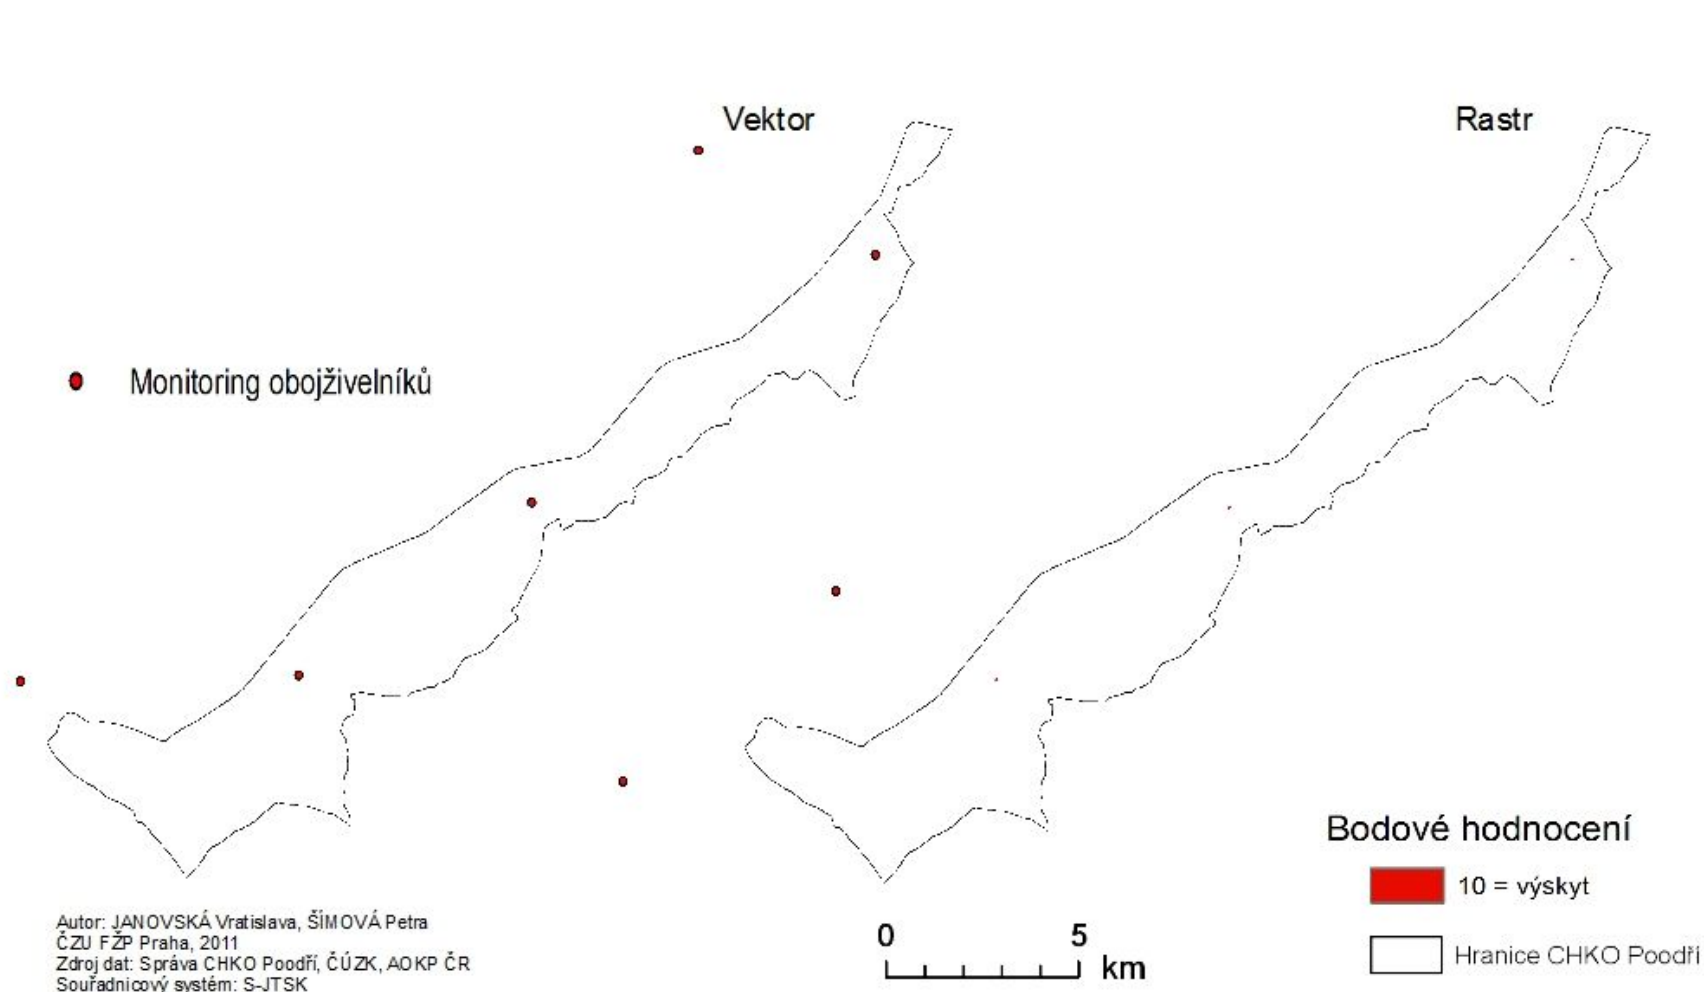 Vektor
Rastr
Monitoring obojživelníků
Bodové hodnocení
10 = výskyt
Hranice CHKO Poodří
Autor: JANOVSKÁ Vratislava, ŠÍMOVÁ Petra
ČZU FŽP Praha, 2011
Zdroj dat: Správa CHKO Poodří, ČÚZK, AOKP ČR
Souřadnicový systém: S-JTSK
0 5
km